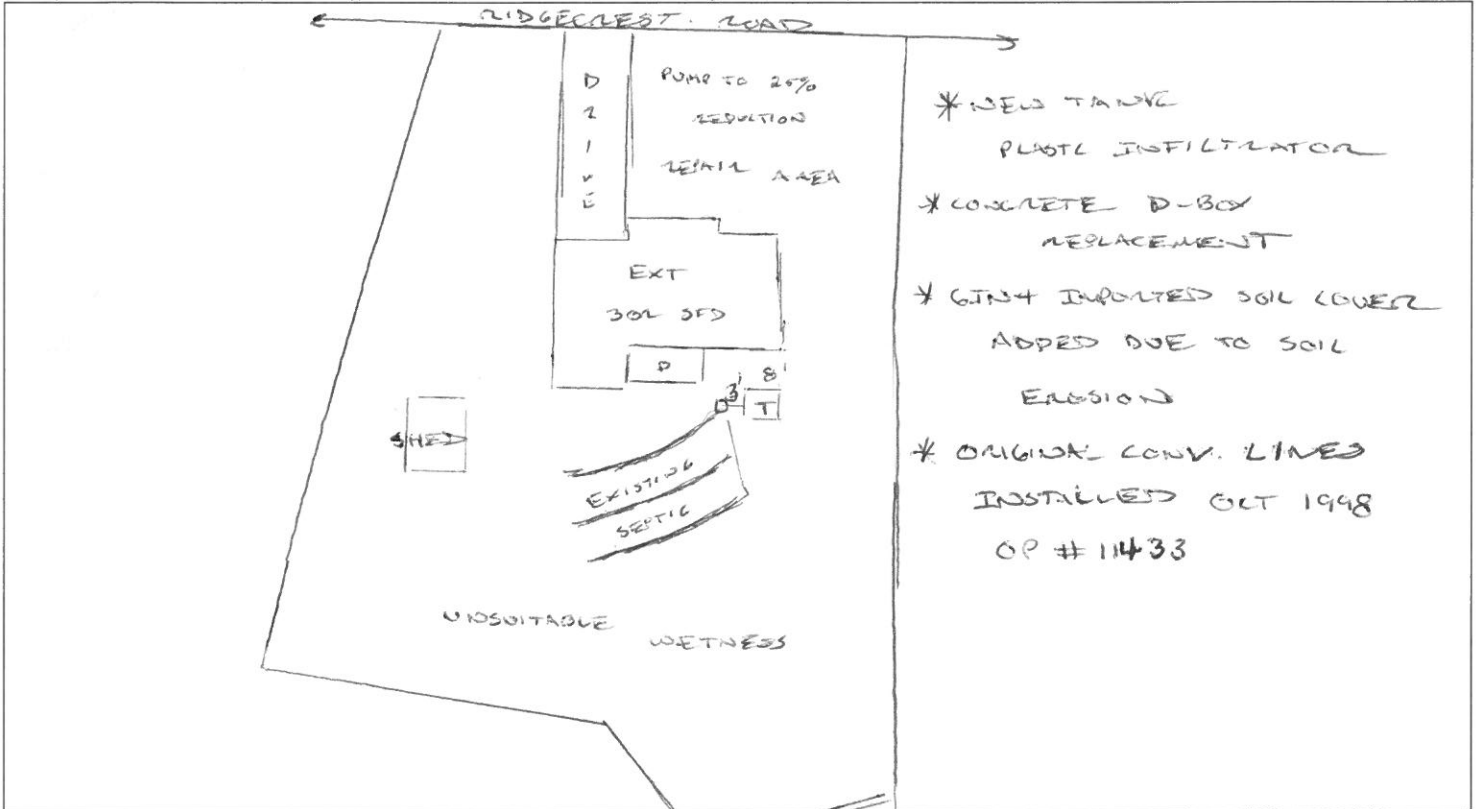 RIDGECREST. ROAD
DRIVE
PUMP TO 25%
REDUCTION
REPAIR AREA
EXT
3BR SFD
P
8'
3'
T
SHED
EXISTING
SEPTIC
UNSUITABLE
WETNESS
* NEW TANK
PLASTC INFILTRATOR
* CONCRETE D-BOX
REPLACEMENT
* 6IN+ IMPORTED SOIL COVER
ADDED DUE TO SOIL
EROSION
* ORIGINAL CONV. LINES
INSTALLED OCT 1998
OP # 11433